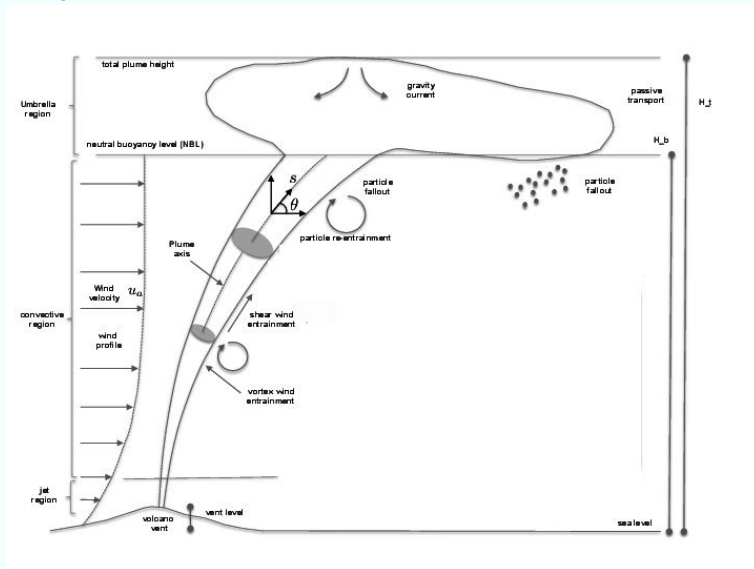 total plume height
Umbrella
region
gravity
current
passive
transport
H_t
neutral buoyancy level (NBL)
H_b
particle
fallout
particle
fallout
s
θ
particle re-entrainment
Plume
axis
Wind
velocity
u_a
convective
region
wind
profile
shear wind
entrainment
vortex wind
entrainment
jet
region
volcano
vent
vent level
sea level